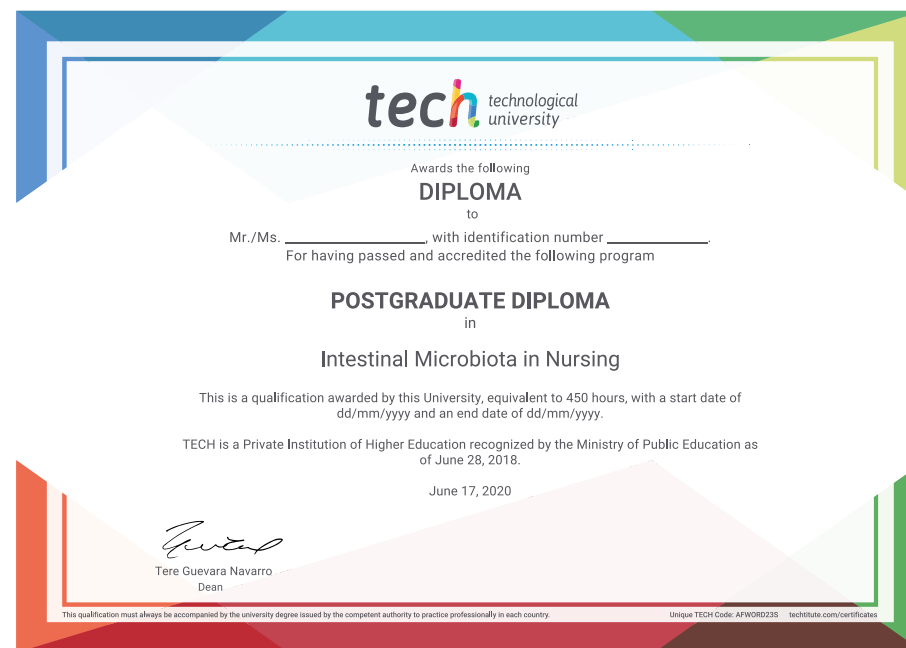 tech technological
university
Awards the following
DIPLOMA
to
Mr./Ms. ____________________, with identification number ______________.
For having passed and accredited the following program
POSTGRADUATE DIPLOMA
in
Intestinal Microbiota in Nursing
This is a qualification awarded by this University, equivalent to 450 hours, with a start date of
dd/mm/yyyy and an end date of dd/mm/yyyy.
TECH is a Private Institution of Higher Education recognized by the Ministry of Public Education as
of June 28, 2018.
June 17, 2020
Tere Guevara Navarro
Dean
This qualification must always be accompanied by the university degree issued by the competent authority to practice professionally in each country.
Unique TECH Code: AFWORD23S techtitute.com/certificates